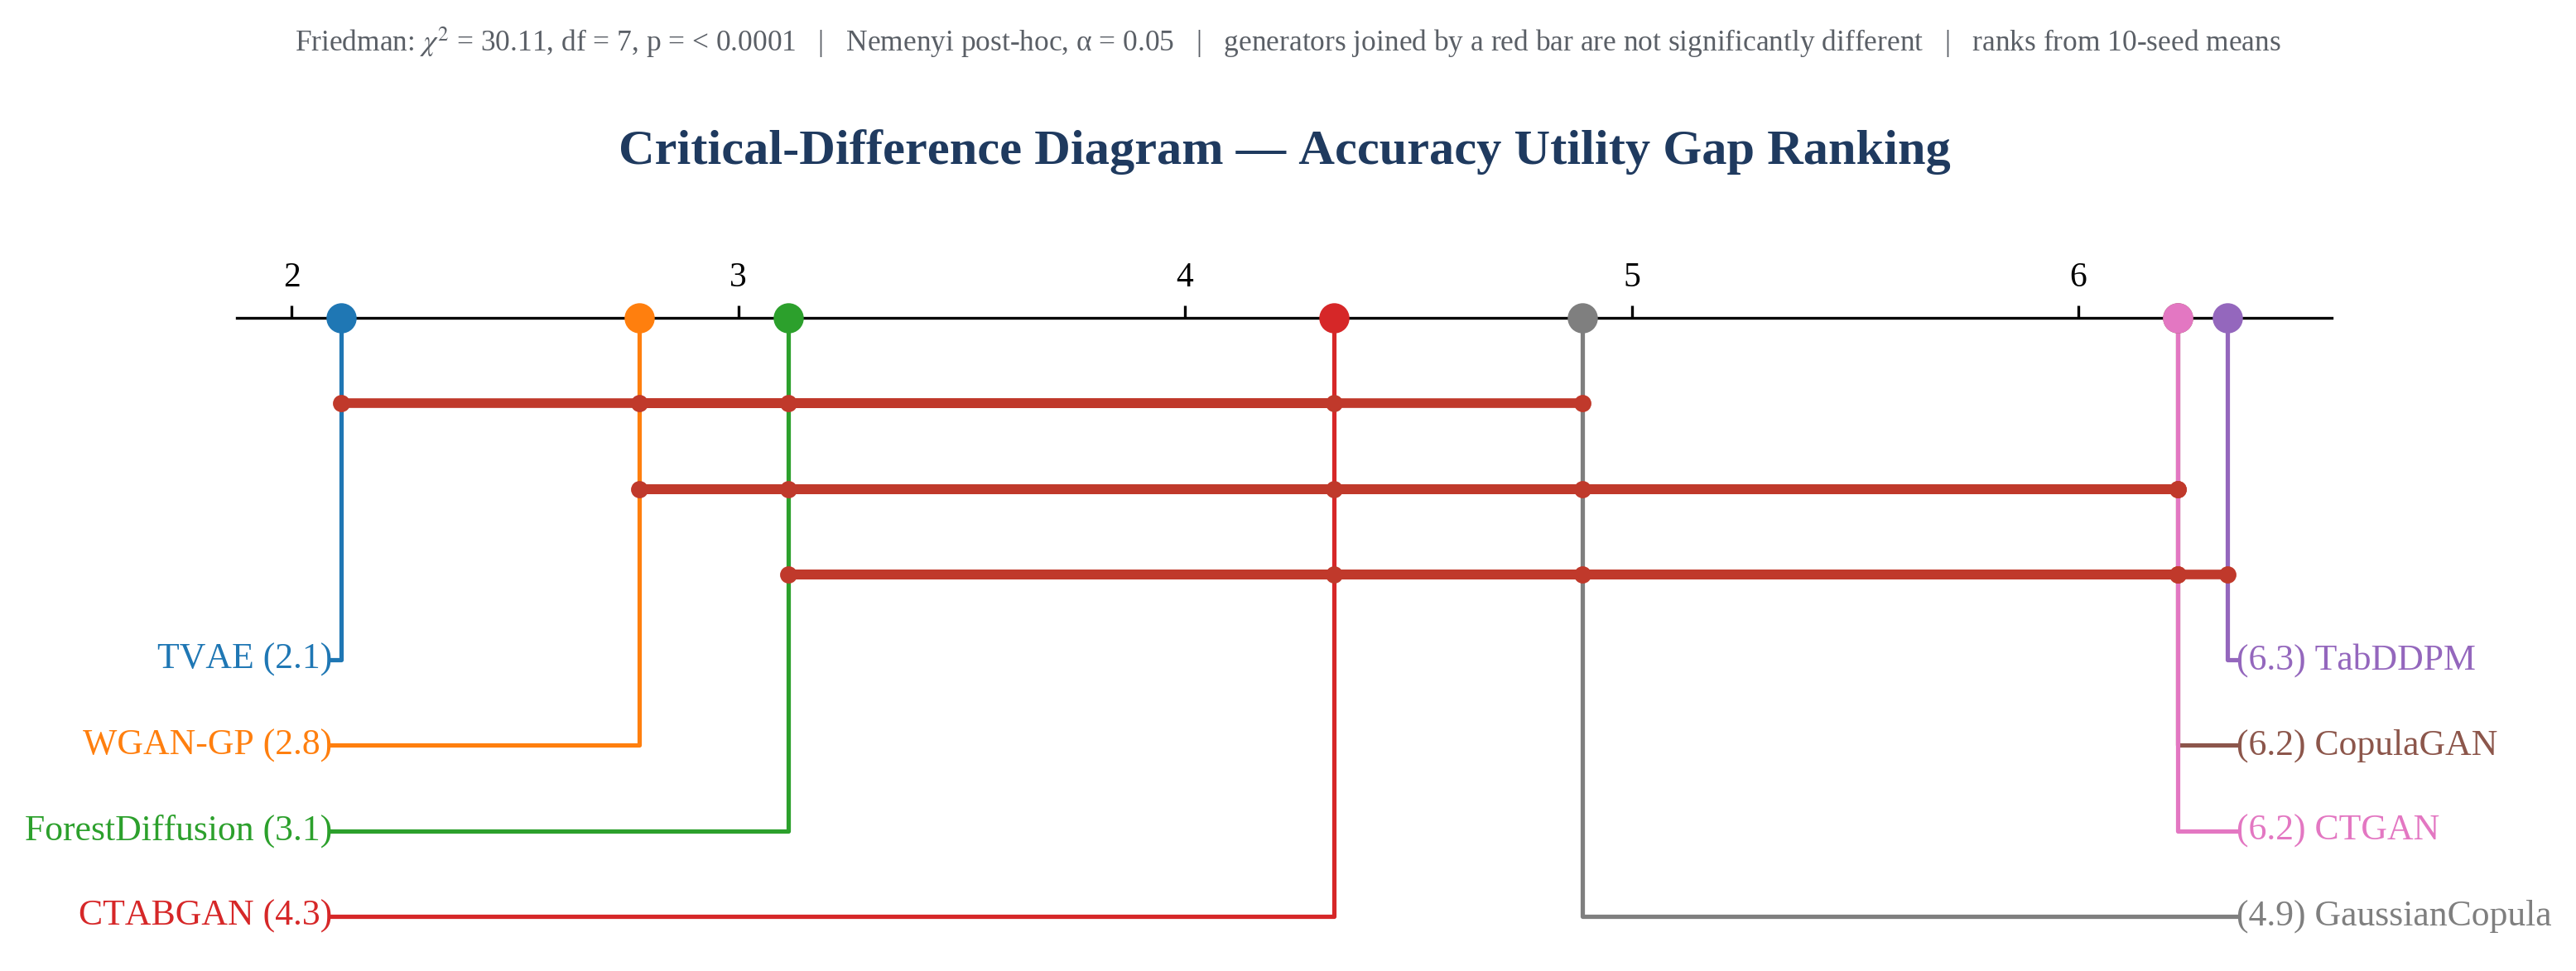 Friedman: χ² = 30.11, df = 7, p = < 0.0001 | Nemenyi post-hoc, α = 0.05 | generators joined by a red bar are not significantly different | ranks from 10-seed means
Critical-Difference Diagram — Accuracy Utility Gap Ranking
2 3 4 5 6
TVAE (2.1) (6.3) TabDDPM
WGAN-GP (2.8) (6.2) CopulaGAN
ForestDiffusion (3.1) (6.2) CTGAN
CTABGAN (4.3) (4.9) GaussianCopula